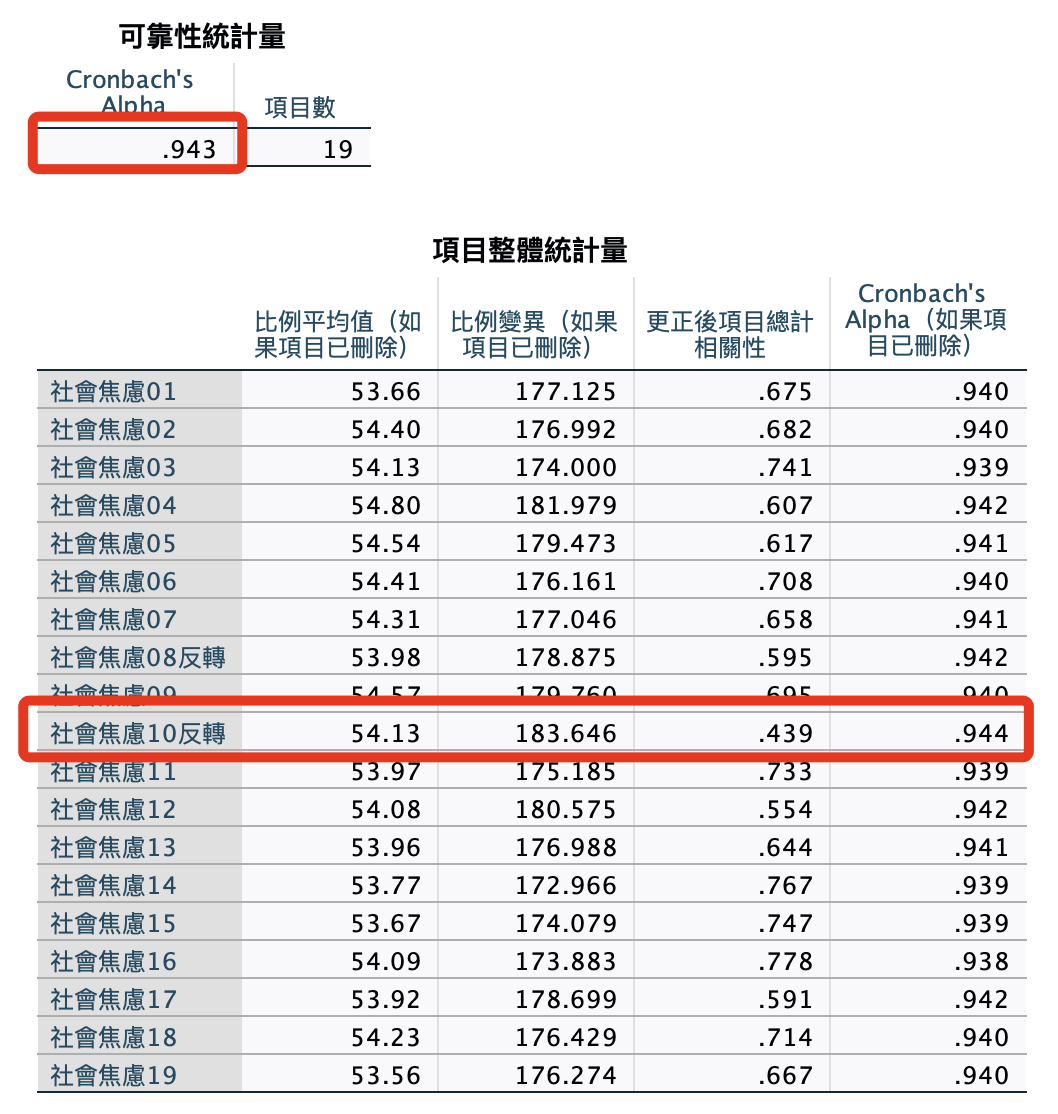 可靠性統計量
Cronbach's
Alpha 項目數
.943 19
項目整體統計量
比例平均值（如果項目已刪除） 比例變異（如果項目已刪除） 更正後項目總計相關性 Cronbach's Alpha（如果項目已刪除）
社會焦慮01 53.66 177.125 .675 .940
社會焦慮02 54.40 176.992 .682 .940
社會焦慮03 54.13 174.000 .741 .939
社會焦慮04 54.80 181.979 .607 .942
社會焦慮05 54.54 179.473 .617 .941
社會焦慮06 54.41 176.161 .708 .940
社會焦慮07 54.31 177.046 .658 .941
社會焦慮08反轉 53.98 178.875 .595 .942
社會焦慮09 54.57 179.760 .695 .940
社會焦慮10反轉 54.13 183.646 .439 .944
社會焦慮11 53.97 175.185 .733 .939
社會焦慮12 54.08 180.575 .554 .942
社會焦慮13 53.96 176.988 .644 .941
社會焦慮14 53.77 172.966 .767 .939
社會焦慮15 53.67 174.079 .747 .939
社會焦慮16 54.09 173.883 .778 .938
社會焦慮17 53.92 178.699 .591 .942
社會焦慮18 54.23 176.429 .714 .940
社會焦慮19 53.56 176.274 .667 .940